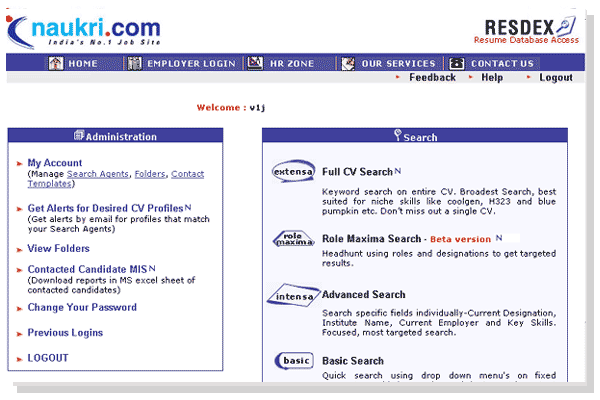 naukri.com
India's No.1 Job Site
RESDEX
Resume Database Access
HOME EMPLOYER LOGIN HR ZONE OUR SERVICES CONTACT US
Feedback Help Logout
Welcome : v1j
Administration
My Account
(Manage Search Agents, Folders, Contact
Templates)
Get Alerts for Desired CV Profiles N
(Get alerts by email for profiles that match
your Search Agents)
View Folders
Contacted Candidate MIS N
(Download reports in MS excel sheet of
contacted candidates)
Change Your Password
Previous Logins
LOGOUT
Search
extensa
Full CV Search N
Keyword search on entire CV. Broadest Search, best
suited for niche skills like coolgen, H323 and blue
pumpkin etc. Don't miss out a single CV.
role
maxima
Role Maxima Search - Beta version N
Headhunt using roles and designations to get targeted
results.
intensa
Advanced Search
Search specific fields individually-Current Designation,
Institute Name, Current Employer and Key Skills.
Focused, most targeted search.
basic
Basic Search
Quick search using drop down menu's on fixed